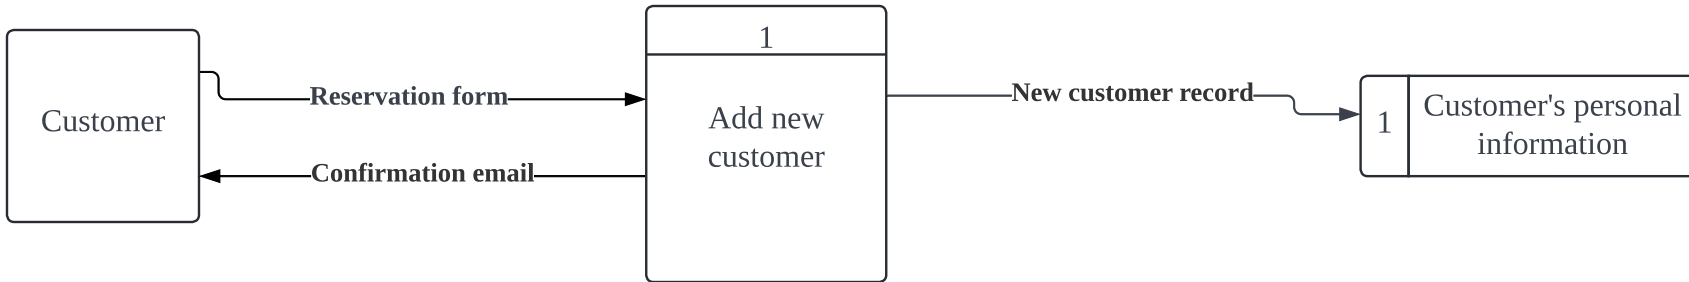 Customer
Reservation form
Confirmation email
1
Add new
customer
New customer record
1
Customer's personal
information